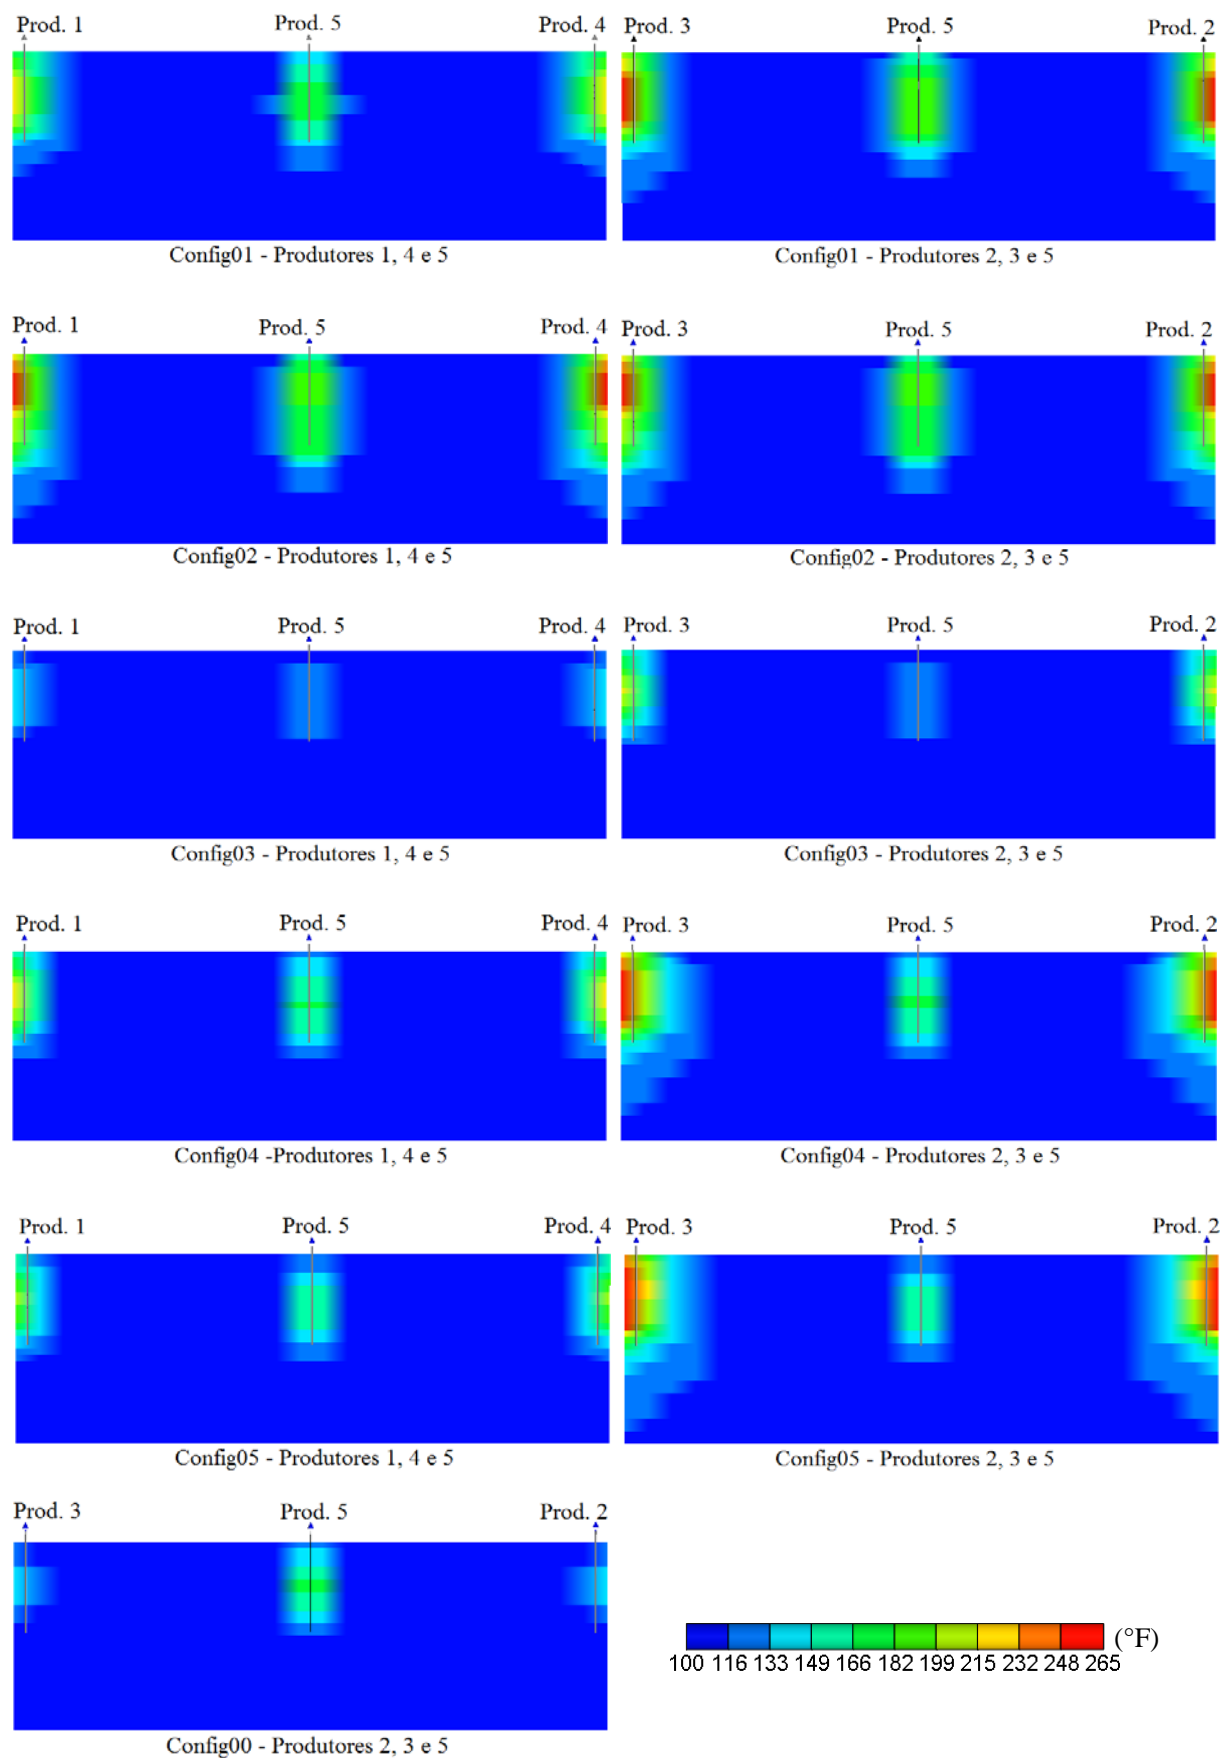 Prod. 1 Prod. 5 Prod. 4 Prod. 3 Prod. 5 Prod. 2
Config01 - Produtores 1, 4 e 5 Config01 - Produtores 2, 3 e 5
Prod. 1 Prod. 5 Prod. 4 Prod. 3 Prod. 5 Prod. 2
Config02 - Produtores 1, 4 e 5 Config02 - Produtores 2, 3 e 5
Prod. 1 Prod. 5 Prod. 4 Prod. 3 Prod. 5 Prod. 2
Config03 - Produtores 1, 4 e 5 Config03 - Produtores 2, 3 e 5
Prod. 1 Prod. 5 Prod. 4 Prod. 3 Prod. 5 Prod. 2
Config04 -Produtores 1, 4 e 5 Config04 - Produtores 2, 3 e 5
Prod. 1 Prod. 5 Prod. 4 Prod. 3 Prod. 5 Prod. 2
Config05 - Produtores 1, 4 e 5 Config05 - Produtores 2, 3 e 5
Prod. 3 Prod. 5 Prod. 2
(°F)
100 116 133 149 166 182 199 215 232 248 265
Config00 - Produtores 2, 3 e 5